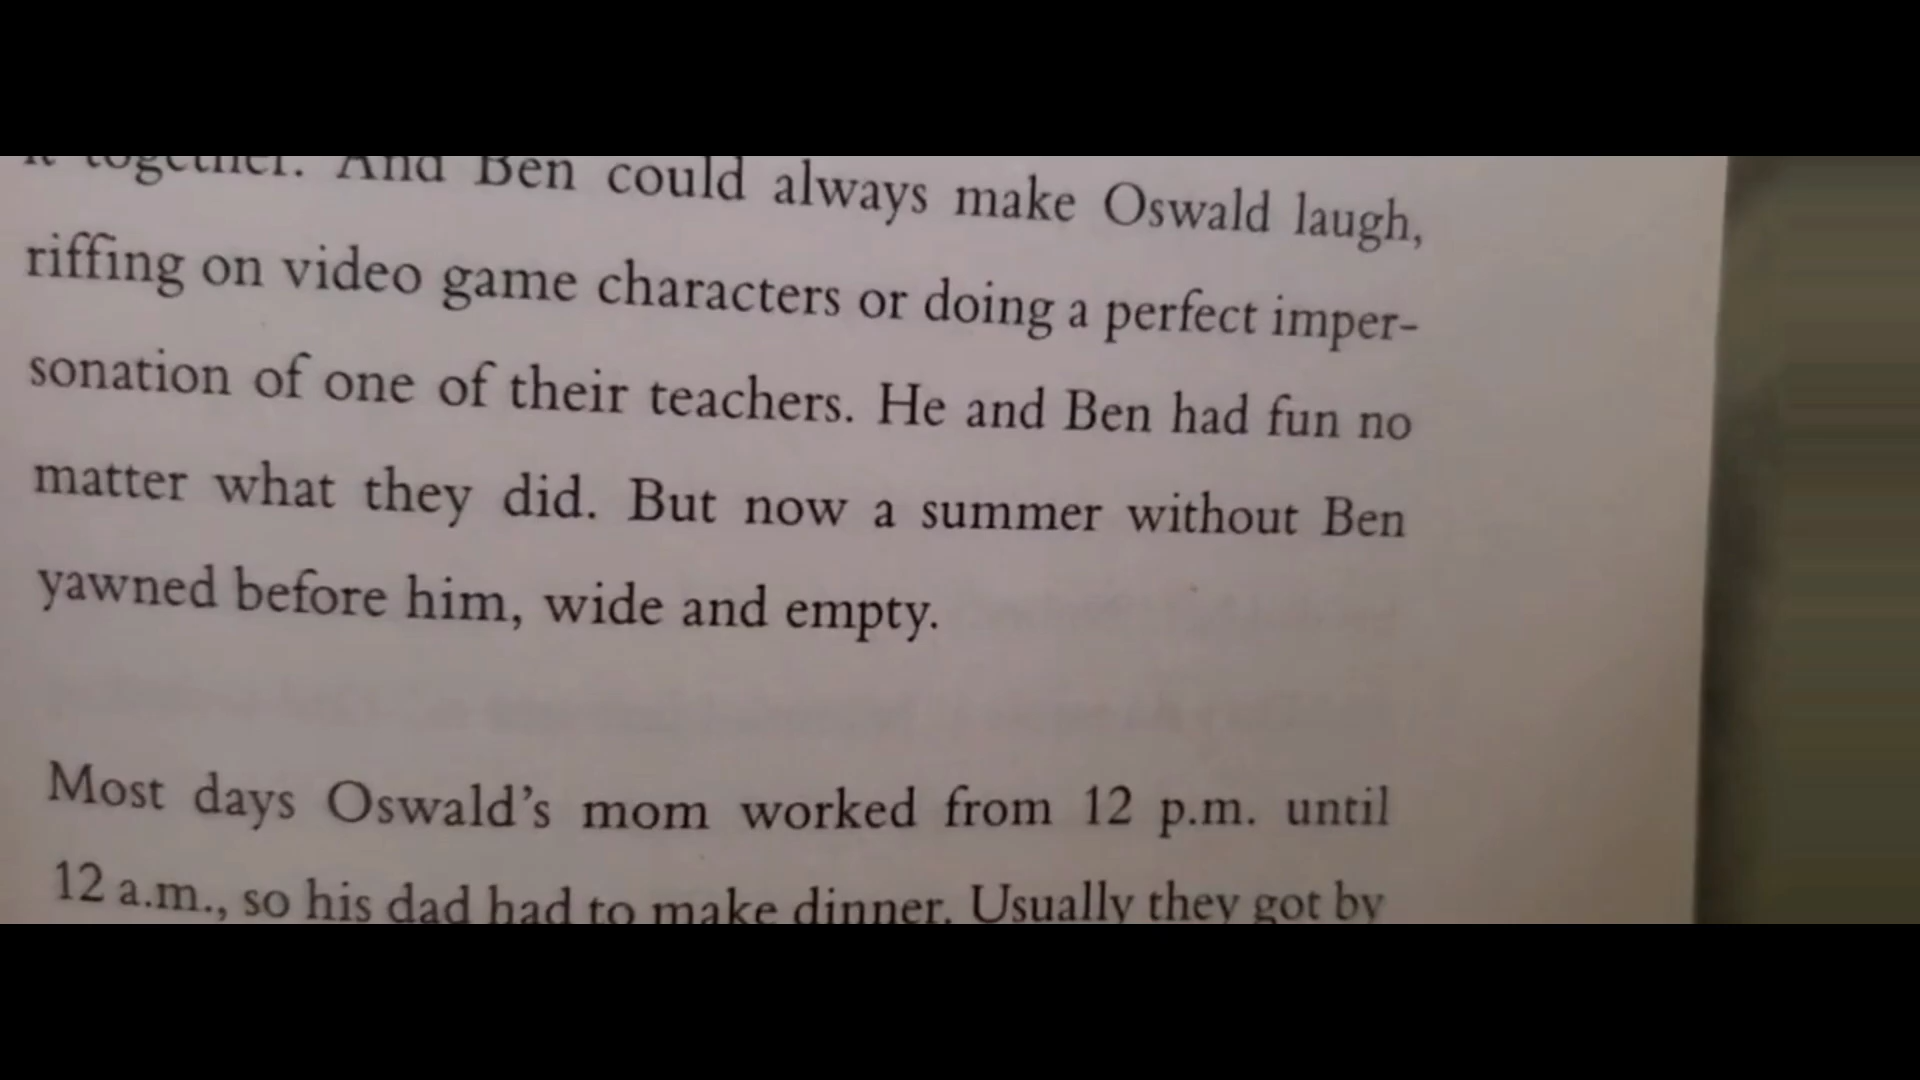 it together. And Ben could always make Oswald laugh,
riffing on video game characters or doing a perfect imper-
sonation of one of their teachers. He and Ben had fun no
matter what they did. But now a summer without Ben
yawned before him, wide and empty.
Most days Oswald’s mom worked from 12 p.m. until
12 a.m., so his dad had to make dinner. Usually they got by